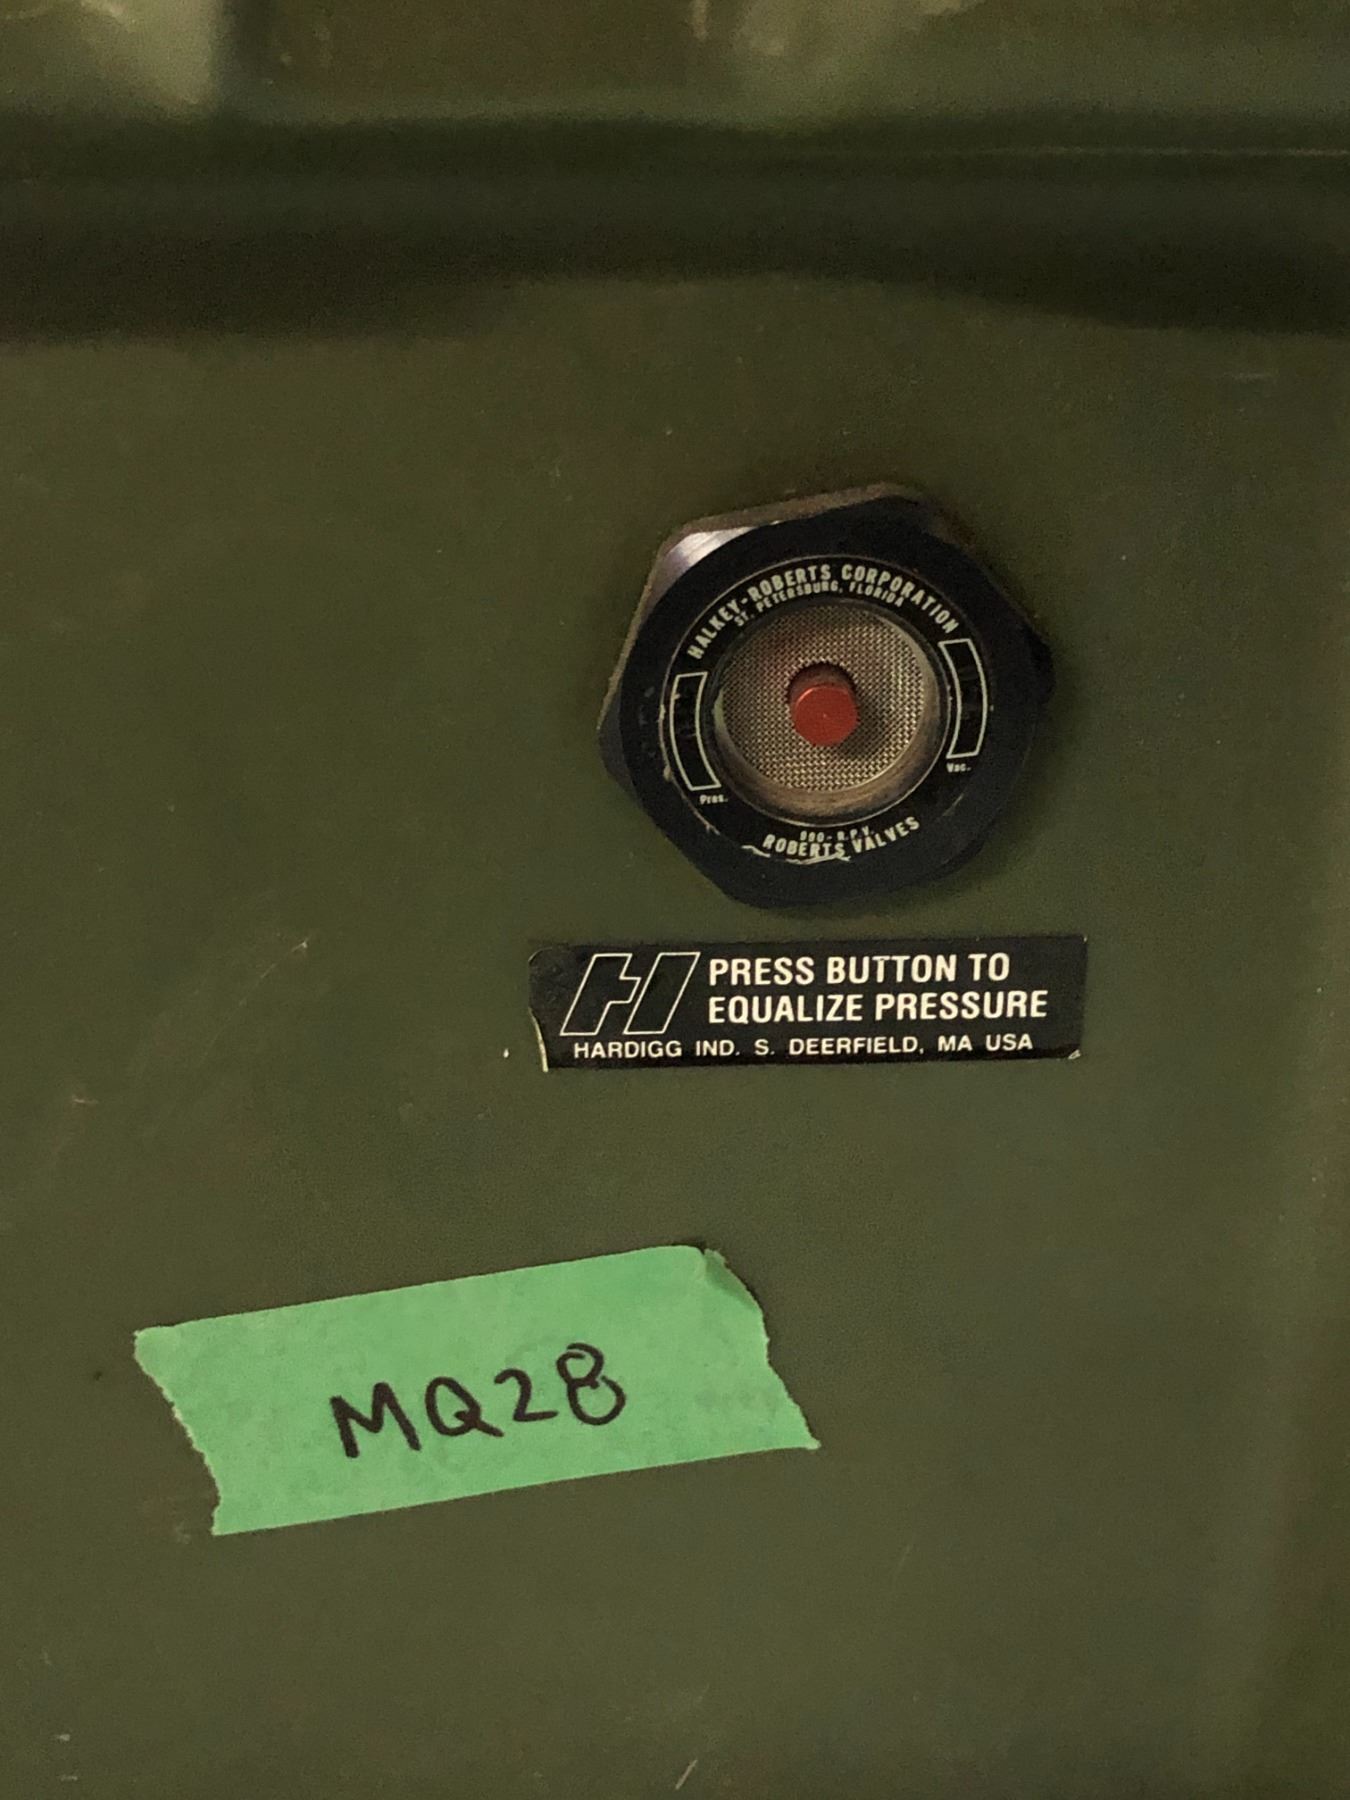 HALKEY-ROBERTS CORPORATION
ST. PETERSBURG, FLORIDA
Pres.
Vac.
990-R.P.V.
ROBERTS VALVES
PRESS BUTTON TO
EQUALIZE PRESSURE
HARDIGG IND. S. DEERFIELD, MA USA
MQ28